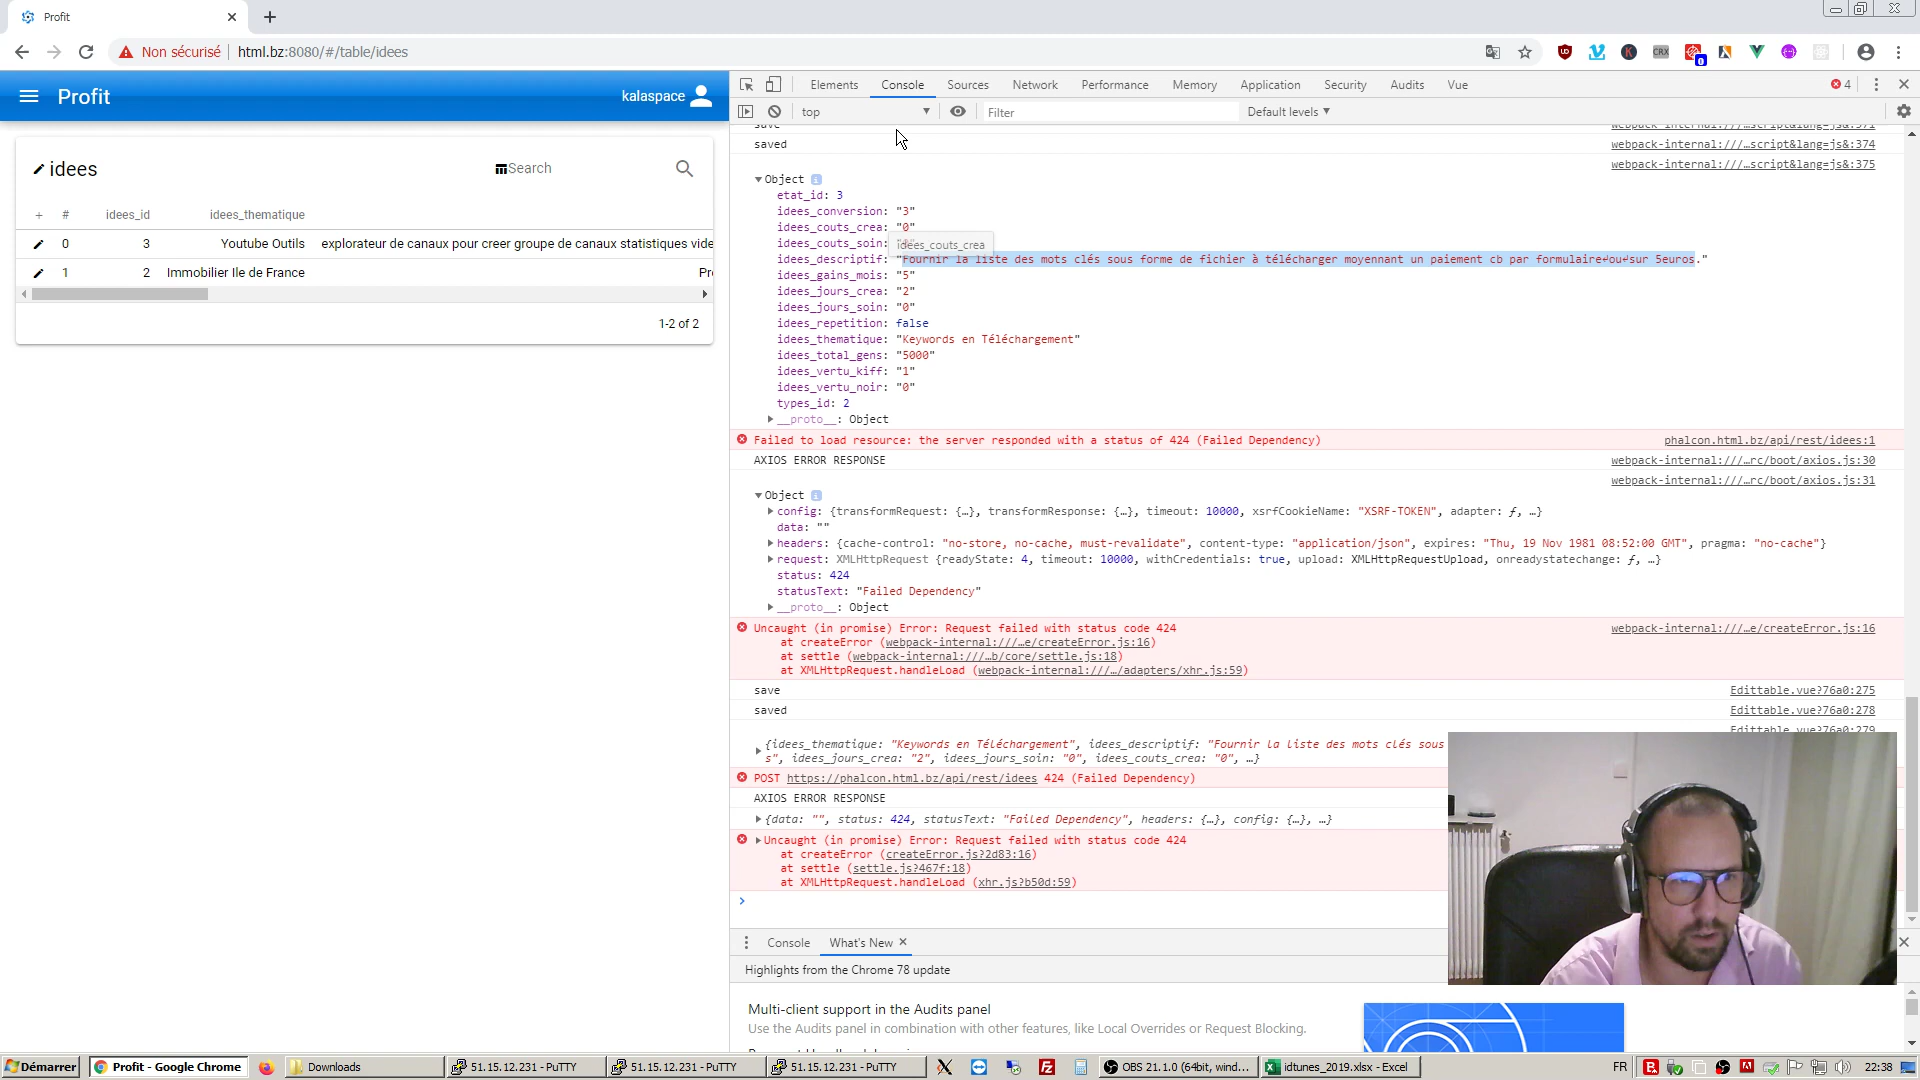 Profit
Non sécurisé html.bz:8080/#/table/idees
Profit
kalaspace
idees
Search
+ # idees_id idees_thematique
0 3 Youtube Outils explorateur de canaux pour creer groupe de canaux statistiques vide
1 2 Immobilier Ile de France Pr
1-2 of 2
Elements Console Sources Network Performance Memory Application Security Audits Vue 4
top Filter Default levels
save webpack-internal:///…script&lang=js&:371
saved webpack-internal:///…script&lang=js&:374
webpack-internal:///…script&lang=js&:375
Object
etat_id: 3
idees_conversion: "3"
idees_couts_crea: "0"
idees_couts_soin:
idees_couts_crea
idees_descriptif: "Fournir la liste des mots clés sous forme de fichier à télécharger moyennant un paiement cb par formulaire↵ou↵sur 5euros."
idees_gains_mois: "5"
idees_jours_crea: "2"
idees_jours_soin: "0"
idees_repetition: false
idees_thematique: "Keywords en Téléchargement"
idees_total_gens: "5000"
idees_vertu_kiff: "1"
idees_vertu_noir: "0"
types_id: 2
__proto__: Object
Failed to load resource: the server responded with a status of 424 (Failed Dependency) phalcon.html.bz/api/rest/idees:1
AXIOS ERROR RESPONSE webpack-internal:///…rc/boot/axios.js:30
webpack-internal:///…rc/boot/axios.js:31
Object
config: {transformRequest: {…}, transformResponse: {…}, timeout: 10000, xsrfCookieName: "XSRF-TOKEN", adapter: ƒ, …}
data: ""
headers: {cache-control: "no-store, no-cache, must-revalidate", content-type: "application/json", expires: "Thu, 19 Nov 1981 08:52:00 GMT", pragma: "no-cache"}
request: XMLHttpRequest {readyState: 4, timeout: 10000, withCredentials: true, upload: XMLHttpRequestUpload, onreadystatechange: ƒ, …}
status: 424
statusText: "Failed Dependency"
__proto__: Object
Uncaught (in promise) Error: Request failed with status code 424 webpack-internal:///…e/createError.js:16
at createError (webpack-internal:///…e/createError.js:16)
at settle (webpack-internal:///…b/core/settle.js:18)
at XMLHttpRequest.handleLoad (webpack-internal:///…/adapters/xhr.js:59)
save Edittable.vue?76a0:275
saved Edittable.vue?76a0:278
Edittable.vue?76a0:279
{idees_thematique: "Keywords en Téléchargement", idees_descriptif: "Fournir la liste des mots clés sous
s", idees_jours_crea: "2", idees_jours_soin: "0", idees_couts_crea: "0", …}
POST https://phalcon.html.bz/api/rest/idees 424 (Failed Dependency)
AXIOS ERROR RESPONSE
{data: "", status: 424, statusText: "Failed Dependency", headers: {…}, config: {…}, …}
Uncaught (in promise) Error: Request failed with status code 424
at createError (createError.js?2d83:16)
at settle (settle.js?467f:18)
at XMLHttpRequest.handleLoad (xhr.js?b50d:59)
Console What's New
Highlights from the Chrome 78 update
Multi-client support in the Audits panel
Use the Audits panel in combination with other features, like Local Overrides or Request Blocking.
Démarrer Profit - Google Chrome Downloads 51.15.12.231 - PuTTY 51.15.12.231 - PuTTY 51.15.12.231 - PuTTY OBS 21.1.0 (64bit, wind... idtunes_2019.xlsx - Excel FR 22:38